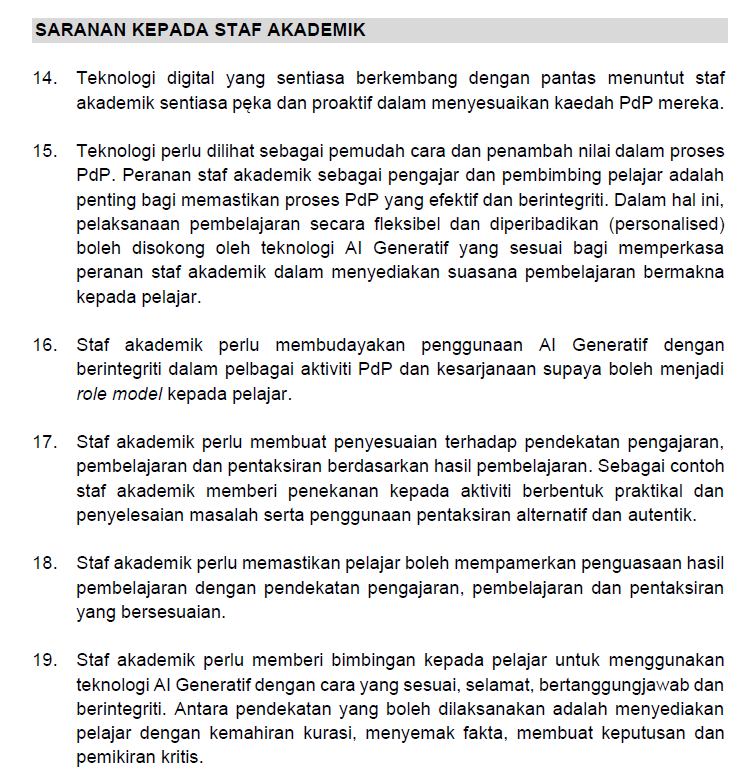 SARANAN KEPADA STAF AKADEMIK
14. Teknologi digital yang sentiasa berkembang dengan pantas menuntut staf
akademik sentiasa pęka dan proaktif dalam menyesuaikan kaedah PdP mereka.
15. Teknologi perlu dilihat sebagai pemudah cara dan penambah nilai dalam proses
PdP. Peranan staf akademik sebagai pengajar dan pembimbing pelajar adalah
penting bagi memastikan proses PdP yang efektif dan berintegriti. Dalam hal ini,
pelaksanaan pembelajaran secara fleksibel dan diperibadikan (personalised)
boleh disokong oleh teknologi AI Generatif yang sesuai bagi memperkasa
peranan staf akademik dalam menyediakan suasana pembelajaran bermakna
kepada pelajar.
16. Staf akademik perlu membudayakan penggunaan AI Generatif dengan
berintegriti dalam pelbagai aktiviti PdP dan kesarjanaan supaya boleh menjadi
role model kepada pelajar.
17. Staf akademik perlu membuat penyesuaian terhadap pendekatan pengajaran,
pembelajaran dan pentaksiran berdasarkan hasil pembelajaran. Sebagai contoh
staf akademik memberi penekanan kepada aktiviti berbentuk praktikal dan
penyelesaian masalah serta penggunaan pentaksiran alternatif dan autentik.
18. Staf akademik perlu memastikan pelajar boleh mempamerkan penguasaan hasil
pembelajaran dengan pendekatan pengajaran, pembelajaran dan pentaksiran
yang bersesuaian.
19. Staf akademik perlu memberi bimbingan kepada pelajar untuk menggunakan
teknologi AI Generatif dengan cara yang sesuai, selamat, bertanggungjawab dan
berintegriti. Antara pendekatan yang boleh dilaksanakan adalah menyediakan
pelajar dengan kemahiran kurasi, menyemak fakta, membuat keputusan dan
pemikiran kritis.